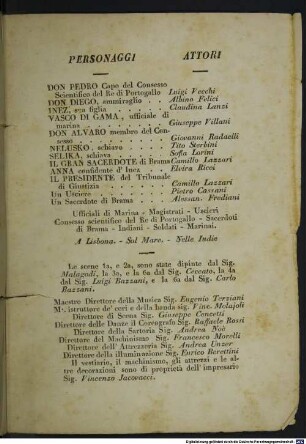 PERSONAGGI ATTORI
DON PEDRO Capo del Consesso
Scientifico del Re di Portogallo Luigi Vecchi
DON DIEGO, ammiraglio . . Albino Felici
INEZ, sua figlia . . . . Claudina Lanzi
VASCO DI GAMA, officiale di
marina . . . . . . Giuseppe Villani
DON ALVARO membro del Con-
sesso . . . . . . Giovanni Radaelli
NELUSKO, schiavo . . . . Tito Sterbini
SELIKA, schiava . . . . Sofia Lorini
IL GRAN SACERDOTE di Brama Camillo Lazzari
ANNA confidente d' Inez . . Elvira Ricci
IL PRESIDENTE del Tribunale
di Giustizia . . . . . Camillo Lazzari
Un Usciere . . . . . Pietro Cassani
Un Sacerdote di Brama . . Alessan. Frediani
Uffiziali di Marina - Magistrati - Uscieri
Consesso scientifico del Re di Portogallo - Sacerdoti
di Brama - Indiani - Soldati - Marinai.
A Lisbona. - Sul Mare. - Nelle Indie
Le scene 1a. e 2a. sono state dipinte dal Sig.
Malagodi, la 3a. e la 6a dal Sig. Ceccato, la 4a
del Sig. Luigi Bazzani, e la 5a dal Sig. Carlo
Bazzani.
Maestro Direttore della Musica Sig. Eugenio Terziani
Mo. istruttore de' cori e della banda sig. Vinc. Molajoli
Direttore di Scena Sig. Giuseppe Cencetti
Direttore delle Danze il Coreografo Sig. Raffaele Rossi
Direttore della Sartoria Sig. Andrea Noè
Direttore del Machinismo Sig. Francesco Morelli
Direttore dell' Attrezzeria Sig. Andrea Unzer
Direttore della illuminazione Sig. Enrico Berettini
Il vestiario, il machinismo, gli attrezzi e le al-
tre decorazioni sono di proprietà dell' impresario
Sig. Vincenzo Jacovacci.